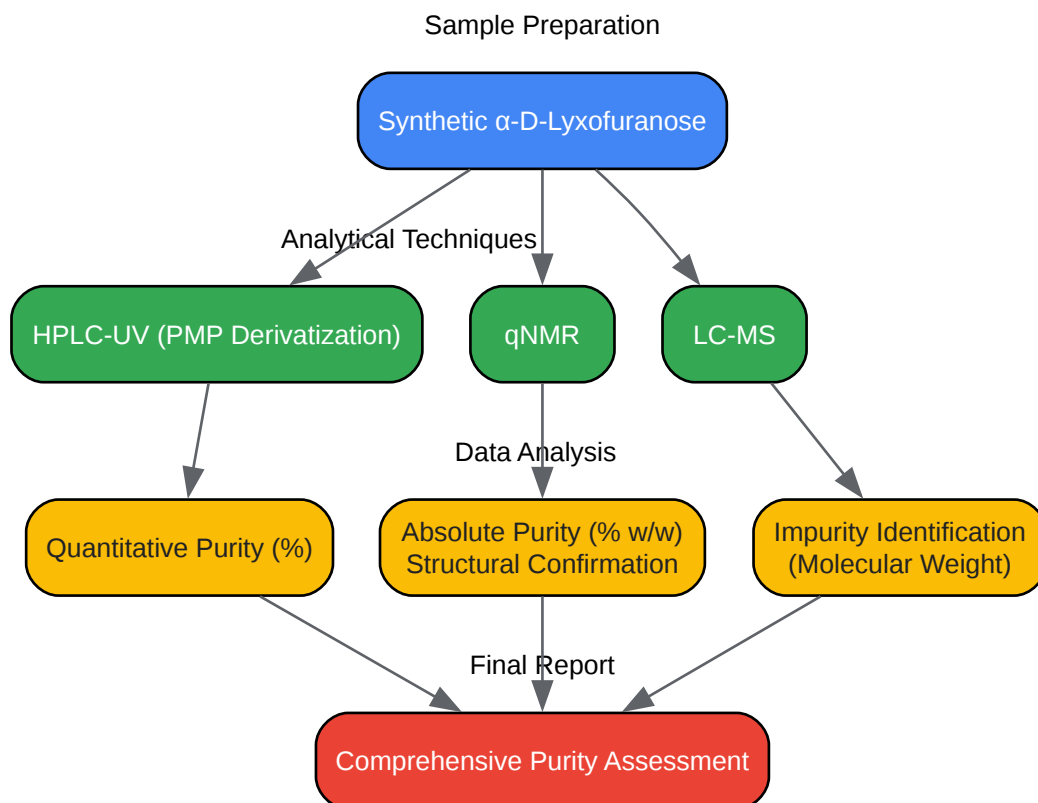 Sample Preparation
Synthetic α-D-Lyxofuranose
Analytical Techniques
HPLC-UV (PMP Derivatization)
qNMR
LC-MS
Data Analysis
Quantitative Purity (%)
Absolute Purity (% w/w)
Structural Confirmation
Impurity Identification
(Molecular Weight)
Final Report
Comprehensive Purity Assessment